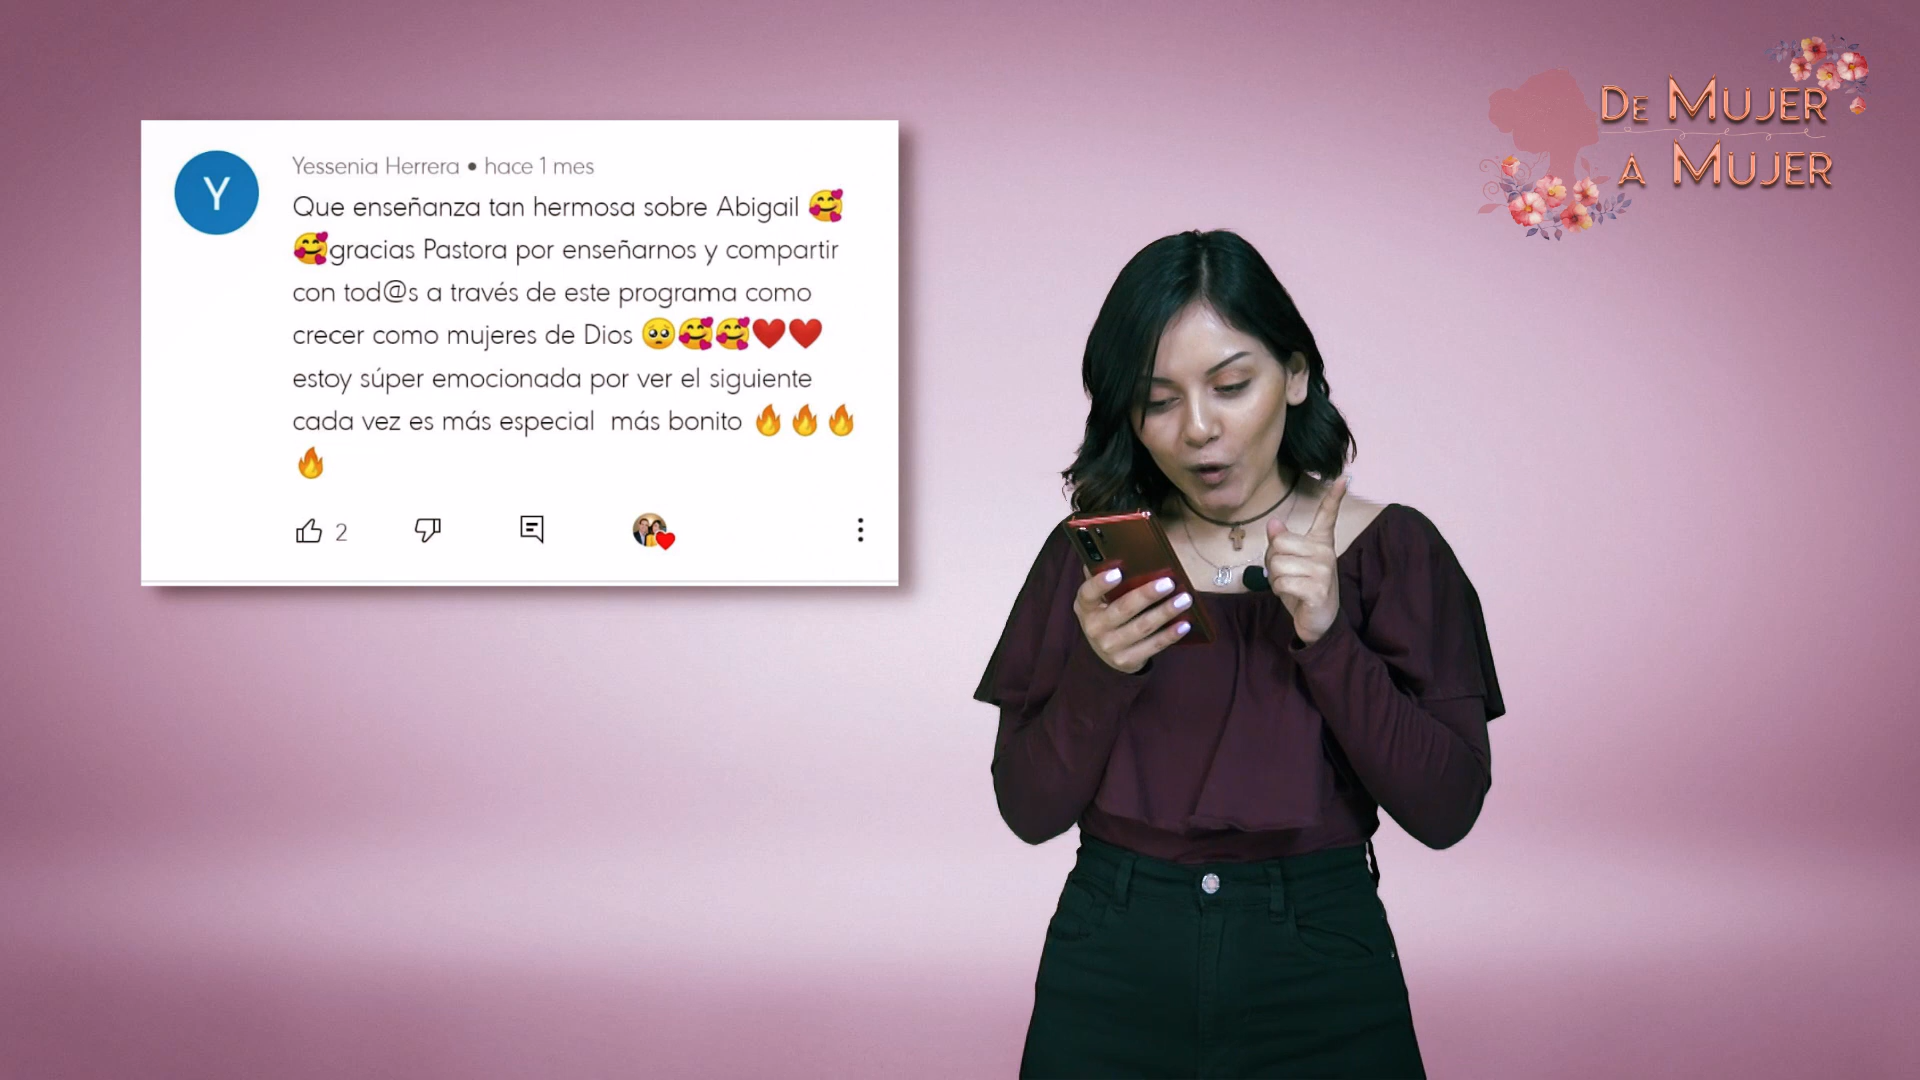 De Mujer
a Mujer
Y
Yessenia Herrera • hace 1 mes
Que enseñanza tan hermosa sobre Abigail 🥰
🥰gracias Pastora por enseñarnos y compartir
con tod@s a través de este programa como
crecer como mujeres de Dios 🥺🥰🥰❤️❤️
estoy súper emocionada por ver el siguiente
cada vez es más especial  más bonito 🔥🔥🔥
🔥
2